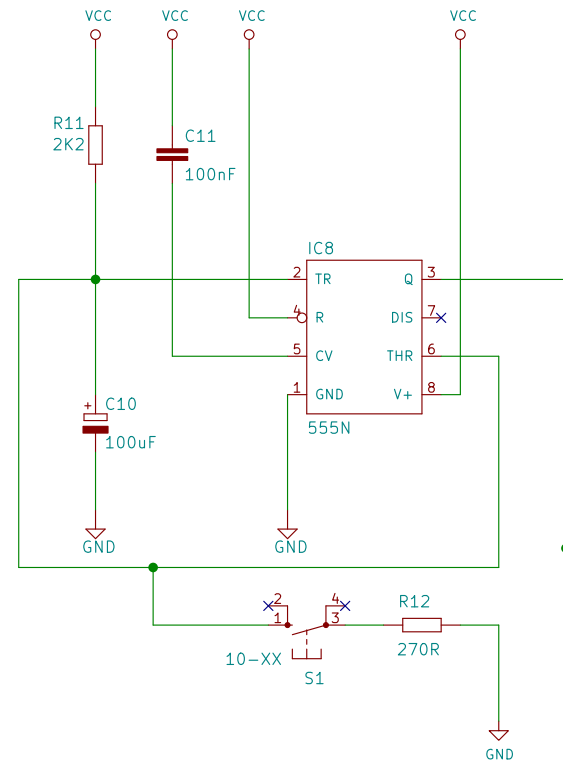 VCC VCC VCC VCC
R11
2K2
C11
100nF
IC8
2 TR Q 3
4 R DIS 7
5 CV THR 6
1 GND V+ 8
555N
+ C10
100uF
GND GND
2 4
1 3
R12
270R
10-XX
S1
GND